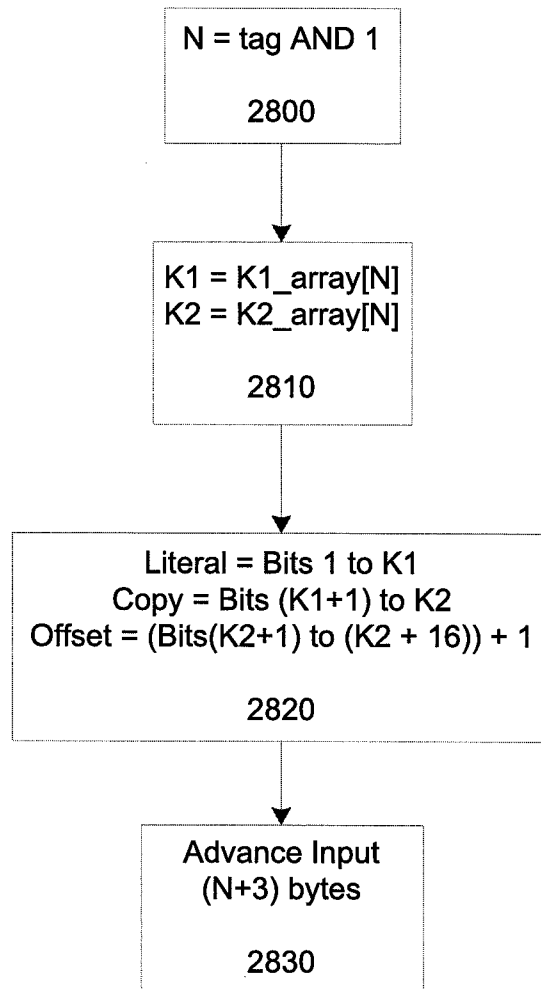 N = tag AND 1
2800
K1 = K1_array[N]
K2 = K2_array[N]
2810
Literal = Bits 1 to K1
Copy = Bits (K1+1) to K2
Offset = (Bits(K2+1) to (K2 + 16)) + 1
2820
Advance Input
(N+3) bytes
2830